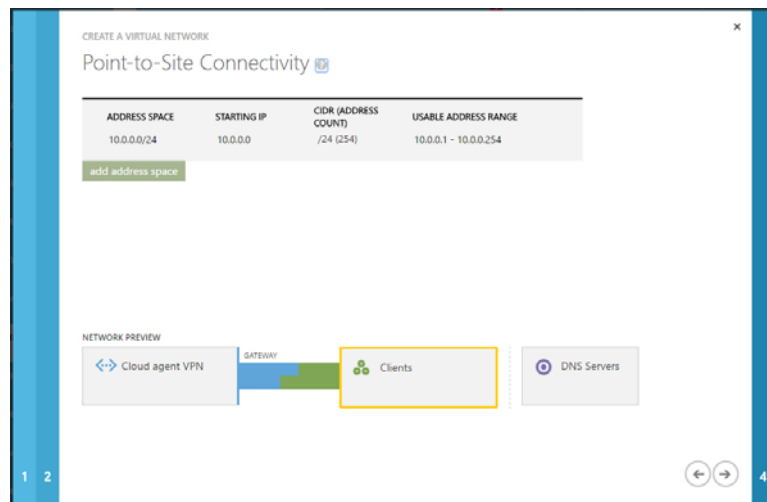 CREATE A VIRTUAL NETWORK
×
Point-to-Site Connectivity
ADDRESS SPACE STARTING IP CIDR (ADDRESS COUNT) USABLE ADDRESS RANGE
10.0.0.0/24 10.0.0.0 /24 (254) 10.0.0.1 - 10.0.0.254
add address space
NETWORK PREVIEW
Cloud agent VPN GATEWAY Clients DNS Servers
1 2 4